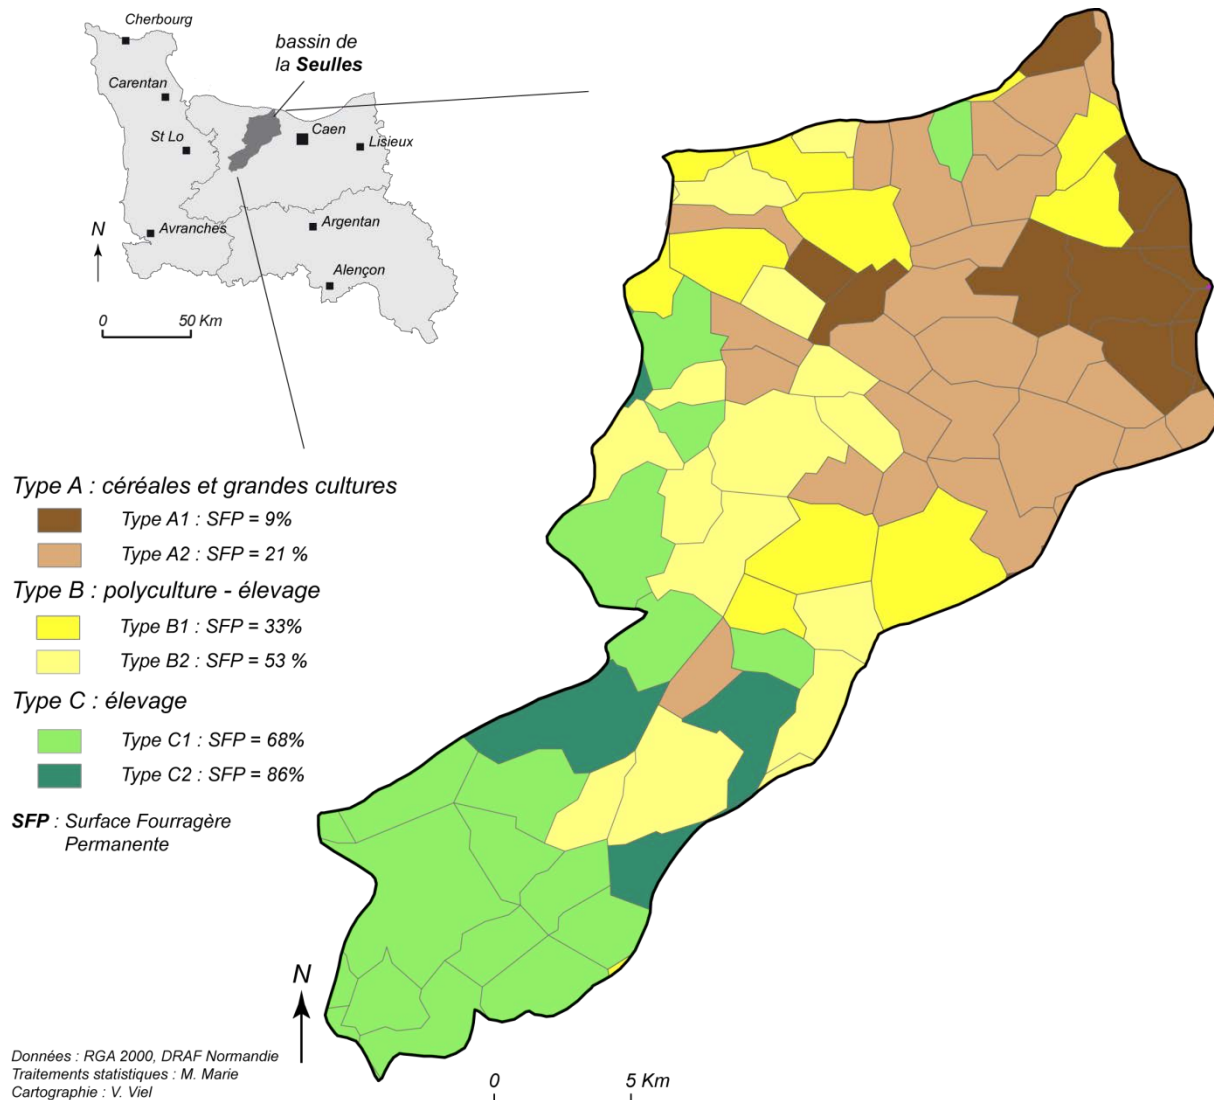 Cherbourg
bassin de
la Seulles
Carentan
St Lo
Caen
Lisieux
N
Avranches
Argentan
Alençon
0 50 Km
Type A : céréales et grandes cultures
Type A1 : SFP = 9%
Type A2 : SFP = 21 %
Type B : polyculture - élevage
Type B1 : SFP = 33%
Type B2 : SFP = 53 %
Type C : élevage
Type C1 : SFP = 68%
Type C2 : SFP = 86%
SFP : Surface Fourragère
Permanente
N
Données : RGA 2000, DRAF Normandie
Traitements statistiques : M. Marie
Cartographie : V. Viel
0 5 Km